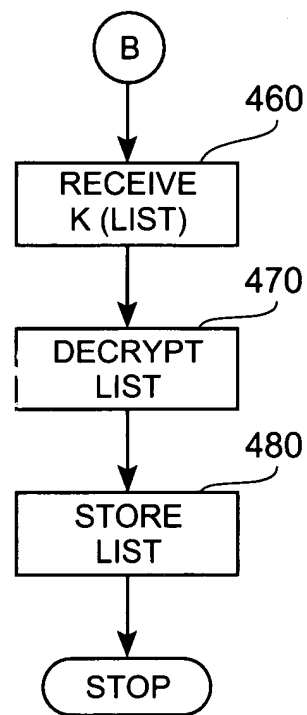 B
460
RECEIVE
K (LIST)
470
DECRYPT
LIST
480
STORE
LIST
STOP